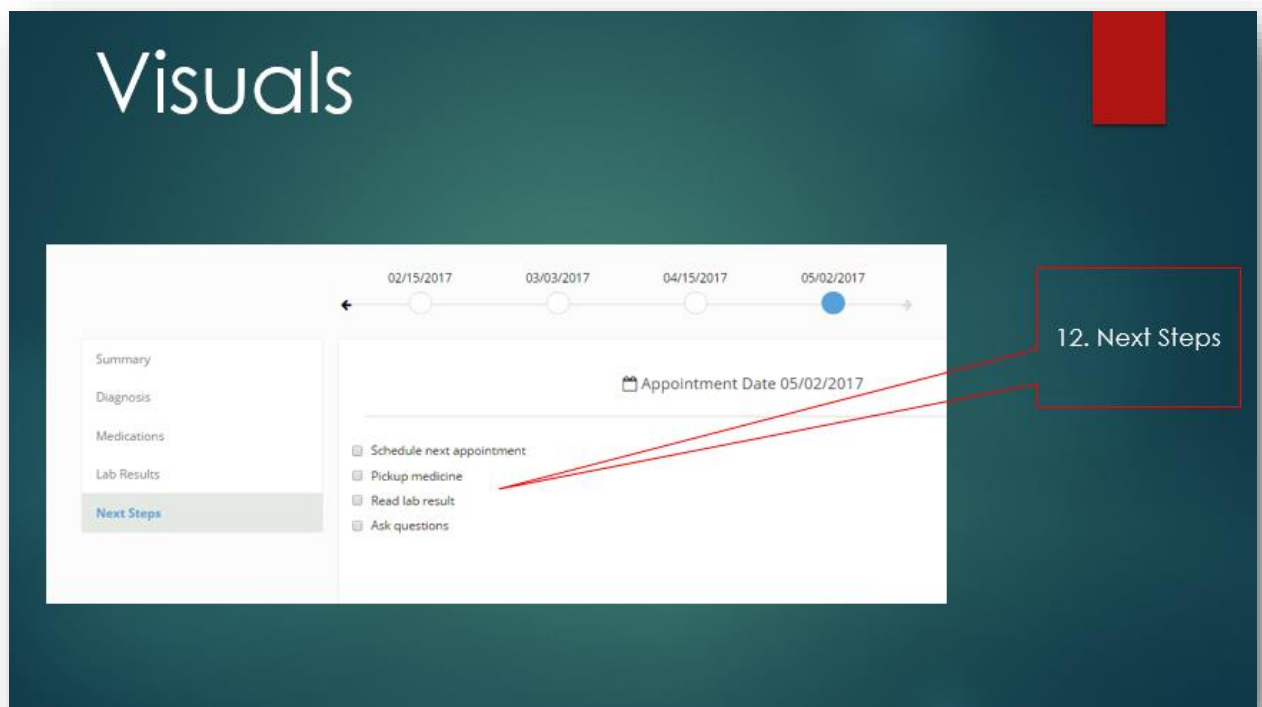 Visuals
02/15/2017 03/03/2017 04/15/2017 05/02/2017
12. Next Steps
Summary
Diagnosis
Medications
Lab Results
Next Steps
Appointment Date 05/02/2017
Schedule next appointment
Pickup medicine
Read lab result
Ask questions